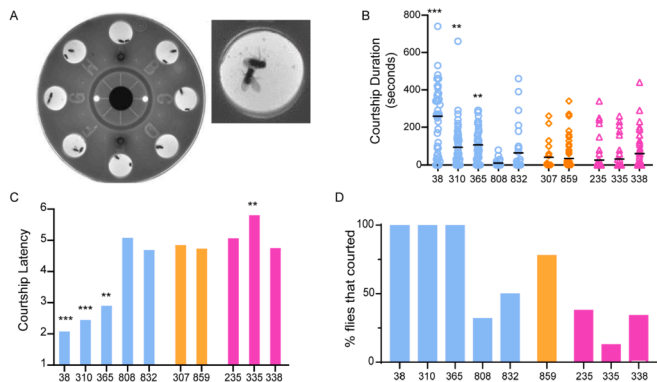 A
H
B
G
C
F
D
B
Courtship Duration
(seconds)
800
600
400
200
0
***
**
**
38 310 365 808 832 307 859 235 335 338
C
Courtship Latency
6
5
4
3
2
1
***
***
**
**
38 310 365 808 832 307 859 235 335 338
D
% flies that courted
100
50
0
38 310 365 808 832 859 235 335 338